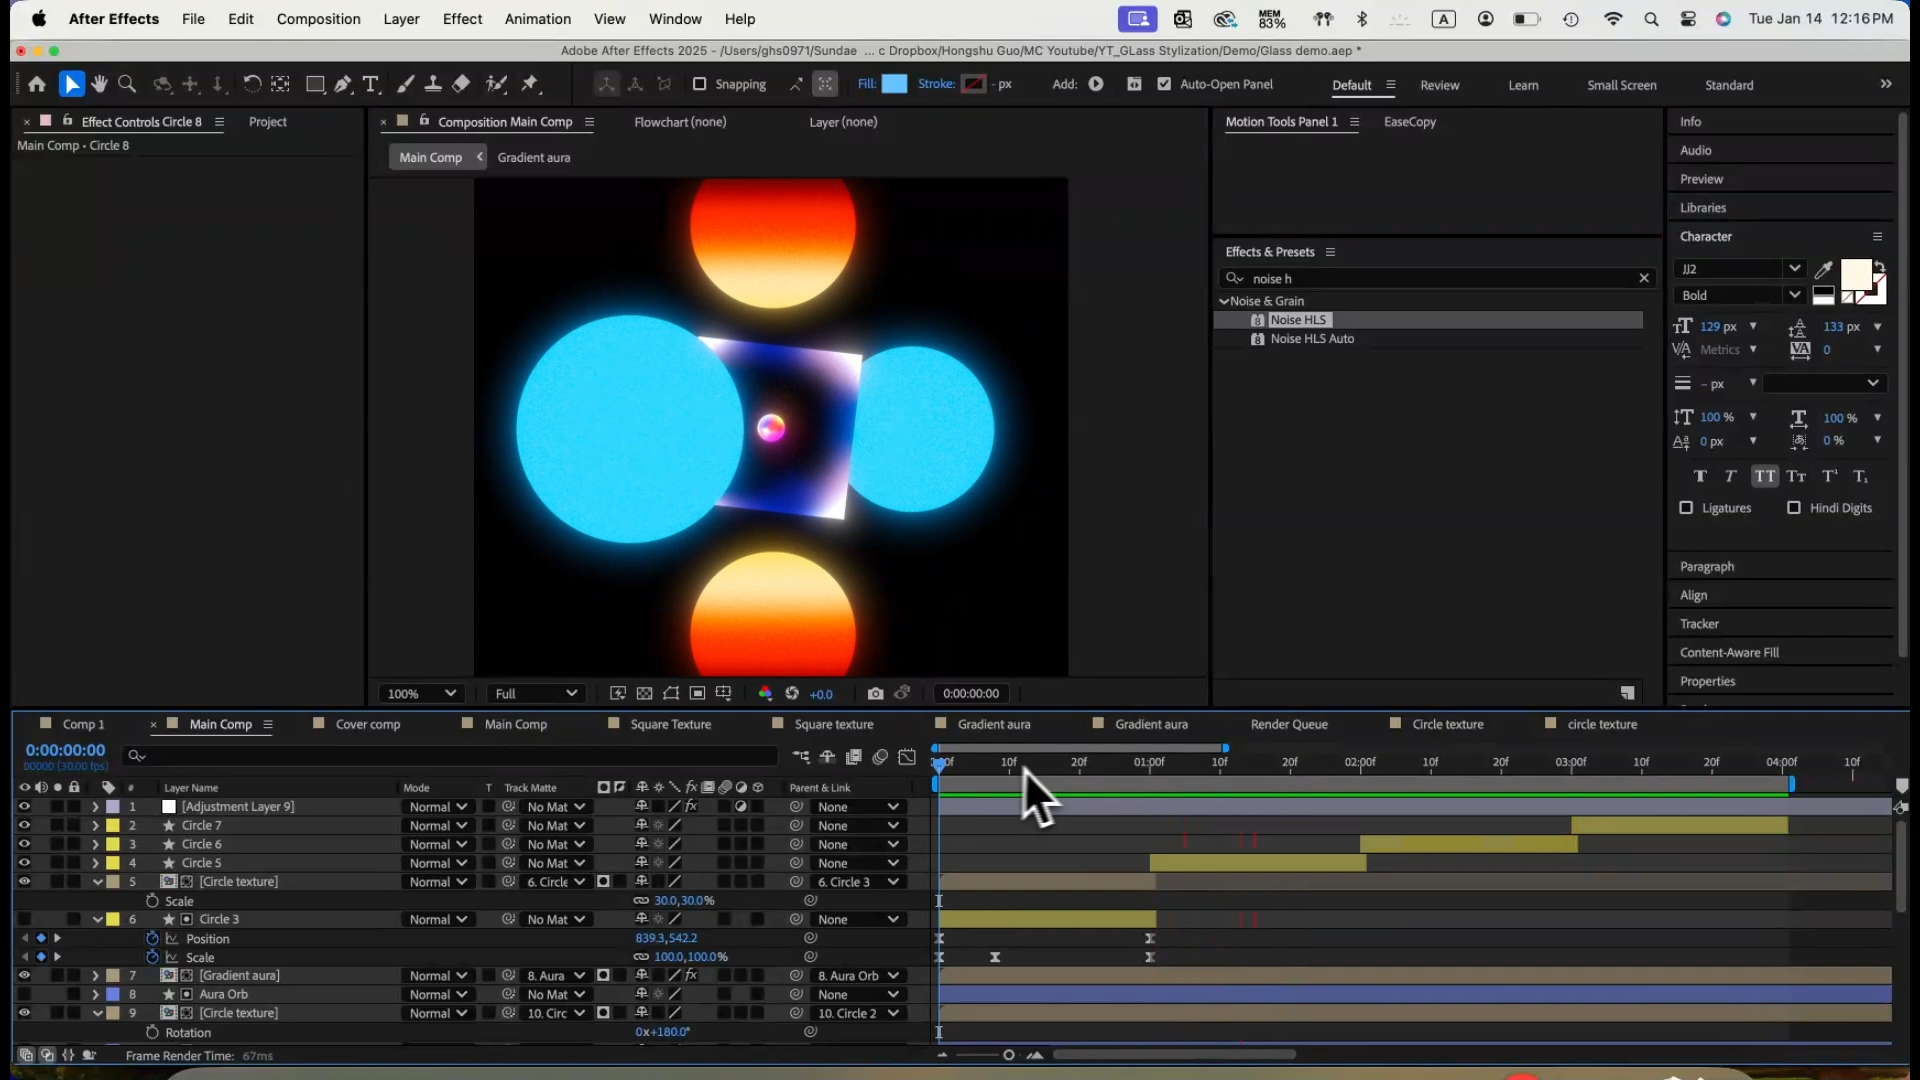 After Effects File Edit Composition Layer Effect Animation View Window Help MEM 83% A Tue Jan 14 12:16 PM
Adobe After Effects 2025 - /Users/ghs0971/Sundae ... c Dropbox/Hongshu Guo/MC Youtube/YT_GLass Stylization/Demo/Glass demo.aep *
Snapping Fill: Stroke: - px Add: Auto-Open Panel Default Review Learn Small Screen Standard
Effect Controls Circle 8 Project
Main Comp • Circle 8
Composition Main Comp Flowchart (none) Layer (none)
Main Comp Gradient aura
Motion Tools Panel 1 EaseCopy
Effects & Presets
noise h
Noise & Grain
Noise HLS
Noise HLS Auto
Info
Audio
Preview
Libraries
Character
JJ2
Bold
129 px 133 px
Metrics 0
- px
100 % 100 %
0 px 0 %
Ligatures Hindi Digits
Paragraph
Align
Tracker
Content-Aware Fill
Properties
100% Full +0.0 0:00:00:00
Comp 1 Main Comp Cover comp Main Comp Square Texture Square texture Gradient aura Gradient aura Render Queue Circle texture circle texture
0:00:00:00
00000 (30.00 fps)
10f 20f 01:00f 10f 20f 02:00f 10f 20f 03:00f 10f 20f 04:00f 10f
# Layer Name Mode T Track Matte Parent & Link
1 [Adjustment Layer 9] Normal No Mat None
2 Circle 7 Normal No Mat None
3 Circle 6 Normal No Mat None
4 Circle 5 Normal No Mat None
5 [Circle texture] Normal 6. Circle 6. Circle 3
Scale 30.0,30.0%
6 Circle 3 Normal No Mat None
Position 839.3,542.2
Scale 100.0,100.0%
7 [Gradient aura] Normal 8. Aura 8. Aura Orb
8 Aura Orb Normal No Mat None
9 [Circle texture] Normal 10. Circ 10. Circle 2
Rotation 0x+180.0°
Frame Render Time: 67ms